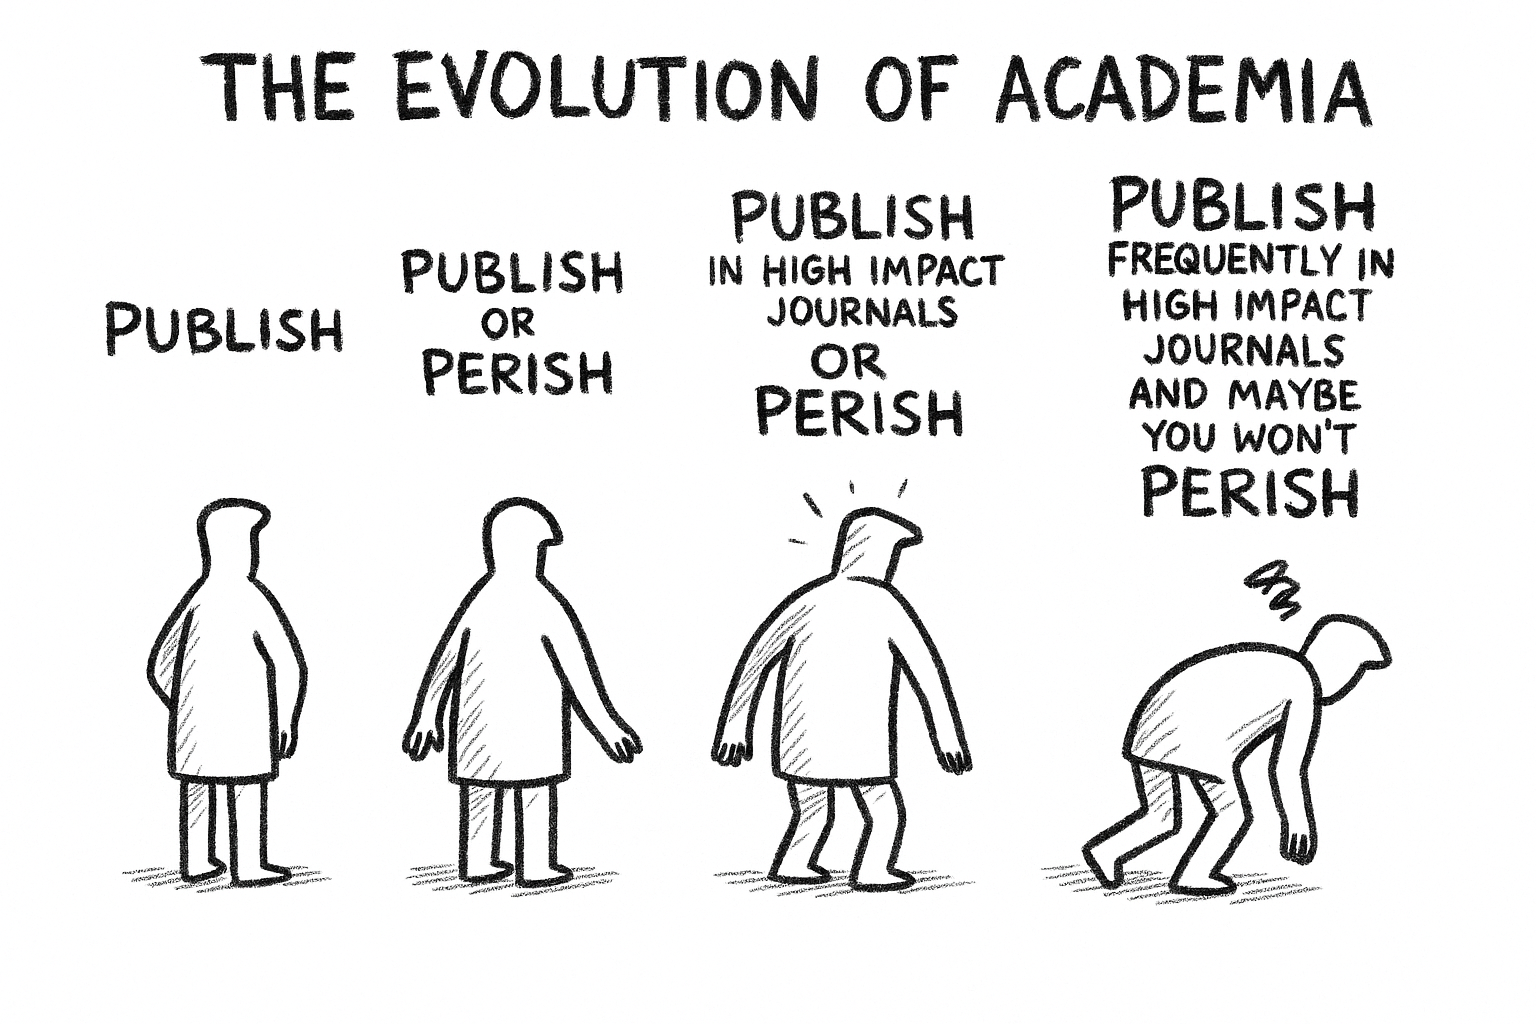 THE EVOLUTION OF ACADEMIA
PUBLISH
PUBLISH
OR
PERISH
PUBLISH
IN HIGH IMPACT
JOURNALS
OR
PERISH
PUBLISH
FREQUENTLY IN
HIGH IMPACT
JOURNALS
AND MAYBE
YOU WON'T
PERISH